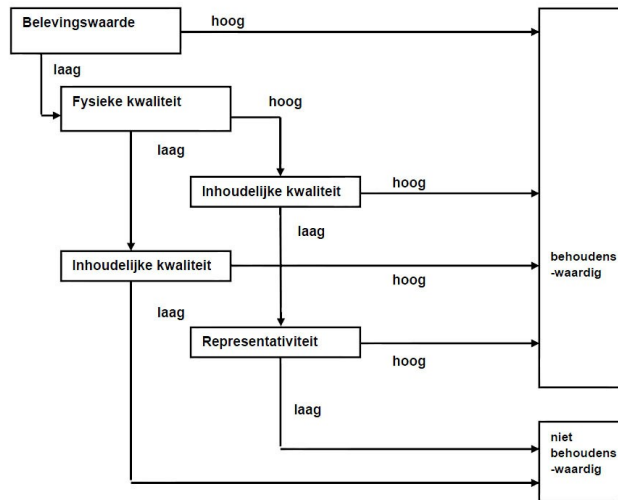 Belevingswaarde
hoog
laag
Fysieke kwaliteit
hoog
laag
Inhoudelijke kwaliteit
hoog
laag
Inhoudelijke kwaliteit
hoog
behoudens
-waardig
laag
Representativiteit
hoog
laag
niet
behoudens
-waardig